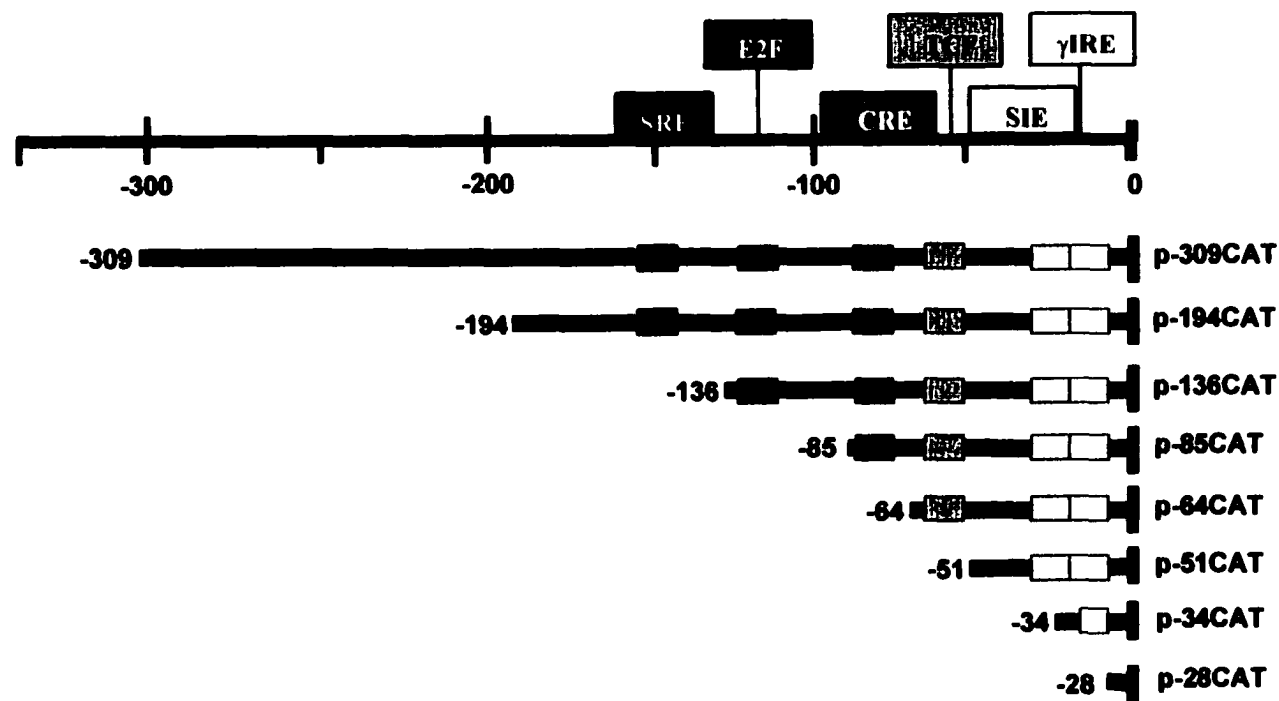 E2F
γIRE
CRE
SIE
-300
-200
-100
0
-309
p-309CAT
-194
p-194CAT
-136
p-136CAT
-85
p-85CAT
-64
p-64CAT
-51
p-51CAT
-34
p-34CAT
-28
p-28CAT